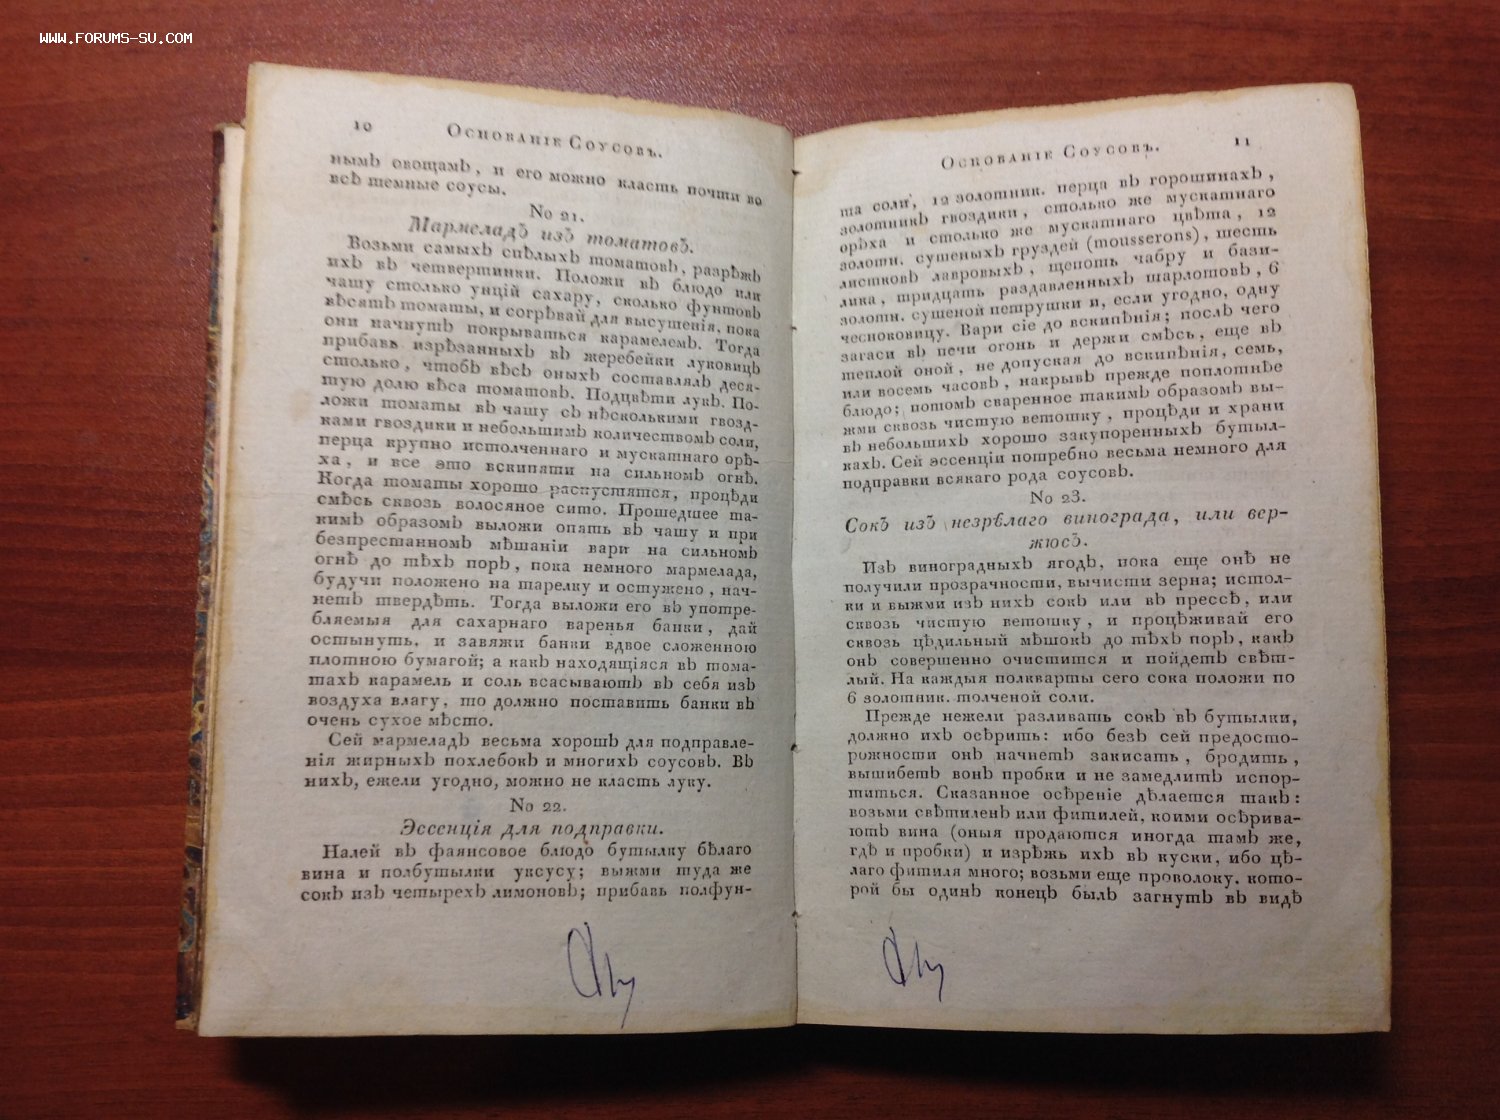 WWW.FORUMS-SU.COM
10 Основаніе Соусовъ.
нымъ овощамъ, и его можно класть почти во
всѣ темные соусы.
No 21.
Мармеладъ изъ томатовъ.
Возьми самыхъ спѣлыхъ томатовъ, разрѣжь
ихъ въ четвертинки. Положи въ блюдо или
чашу столько унцій сахару, сколько фунтовъ
вѣсятъ томаты, и согрѣвай для высушенія, пока
они начнутъ покрываться карамелемъ. Тогда
прибавь изрѣзанныхъ въ жеребейки луковицъ
столько, чтобъ вѣсъ оныхъ составлялъ деся-
тую долю вѣса томатовъ. Подцвѣти лукъ. По-
ложи томаты въ чашу съ нѣсколькими гвозд-
ками гвоздики и небольшимъ количествомъ соли,
перца крупно истолченнаго и мускатнаго орѣ-
ха, и все это вскипяти на сильномъ огнѣ.
Когда томаты хорошо распустятся, процѣди
смѣсь сквозь волосяное сито. Прошедшее та-
кимъ образомъ выложи опять въ чашу и при
безпрестанномъ мѣшаніи вари на сильномъ
огнѣ до тѣхъ поръ, пока немного мармелада,
будучи положено на тарелку и остужено, нач-
нетъ твердѣть. Тогда выложи его въ употре-
бляемыя для сахарнаго варенья банки, дай
остынуть, и завяжи банки вдвое сложенною
плотною бумагой; а какъ находящіяся въ тома-
тахъ карамель и соль всасываютъ въ себя изъ
воздуха влагу, то должно поставить банки въ
очень сухое мѣсто.
Сей мармеладъ весьма хорошъ для подправле-
нія жирныхъ похлебокъ и многихъ соусовъ. Въ
нихъ, ежели угодно, можно не класть луку.
No 22.
Эссенція для подправки.
Налей въ фаянсовое блюдо бутылку бѣлаго
вина и полбутылки уксусу; выжми туда же
сокъ изъ четырехъ лимоновъ; прибавь полфун-
Основаніе Соусовъ. 11
та соли, 12 золотник. перца въ горошинахъ,
золотникъ гвоздики, столько же мускатнаго
орѣха и столько же мускатнаго цвѣта, 12
золотн. сушеныхъ груздей (mousserons), шесть
листковъ лавровыхъ, щепоть чабру и бази-
лика, тридцать раздавленныхъ шарлотовъ, 6
золотн. сушеной петрушки и, если угодно, одну
чесноковицу. Вари сіе до вскипѣнія; послѣ чего
загаси въ печи огонь и держи смѣсь, еще въ
теплой оной, не допуская до вскипѣнія, семь,
или восемь часовъ, накрывъ прежде поплотнѣе
блюдо; потомъ сваренное такимъ образомъ вы-
жми сквозь чистую ветошку, процѣди и храни
въ небольшихъ хорошо закупоренныхъ бутыл-
кахъ. Сей эссенціи потребно весьма немного для
подправки всякаго рода соусовъ.
No 23.
Сокъ изъ незрѣлаго винограда, или вер-
жюсъ.
Изъ виноградныхъ ягодъ, пока еще онѣ не
получили прозрачности, вычисти зерна; истол-
ки и выжми изъ нихъ сокъ или въ прессѣ, или
сквозь чистую ветошку, и процѣживай его
сквозь цѣдильный мѣшокъ до тѣхъ поръ, какъ
онъ совершенно очистится и пойдетъ свѣт-
лый. На каждыя полкварты сего сока положи по
6 золотник. толченой соли.
Прежде нежели разливать сокъ въ бутылки,
должно ихъ осѣрить: ибо безъ сей предосто-
рожности онъ начнетъ закисать, бродить,
вышибетъ вонъ пробки и не замедлитъ испор-
титься. Сказанное осѣреніе дѣлается такъ:
возьми свѣтиленъ или фитилей, коими осѣрива-
ютъ вина (оныя продаются иногда тамъ же,
гдѣ и пробки) и изрѣжь ихъ въ куски, ибо цѣ-
лаго фитиля много; возьми еще проволоку, кото-
рой бы одинъ конецъ былъ загнутъ въ видѣ